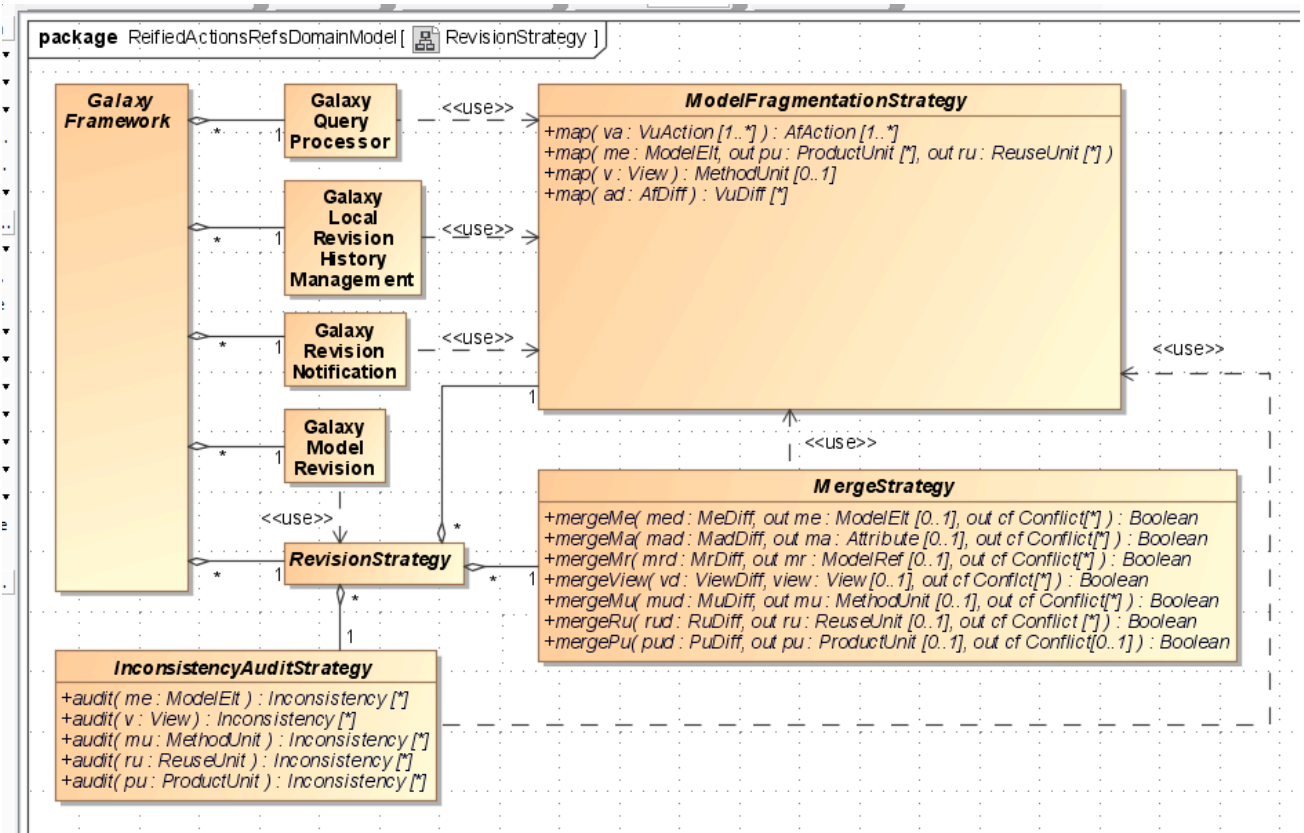 package ReifiedActionsRefsDomainModel [ RevisionStrategy ]
Galaxy
Framework
*
1
Galaxy
Query
Processor
<<use>>
ModelFragmentationStrategy
+map( va : VuAction [1..*] ) : AfAction [1..*]
+map( me : ModelElt, out pu : ProductUnit [*], out ru : ReuseUnit [*] )
+map( v : View ) : MethodUnit [0..1]
+map( ad : AfDiff ) : VuDiff [*]
*
1
Galaxy
Local
Revision
History
Management
<<use>>
*
1
Galaxy
Revision
Notification
<<use>>
1
<<use>>
*
1
Galaxy
Model
Revision
<<use>>
<<use>>
*
MergeStrategy
+mergeMe( med : MeDiff, out me : ModelElt [0..1], out cf Conflict[*] ) : Boolean
+mergeMa( mad : MadDiff, out ma : Attribute [0..1], out cf Conflict[*] ) : Boolean
+mergeMr( mrd : MrDiff, out mr : ModelRef [0..1], out cf Conflict[*] ) : Boolean
+mergeView( vd : ViewDiff, view : View [0..1], out cf Conflct[*] ) : Boolean
+mergeMu( mud : MuDiff, out mu : MethodUnit [0..1], out cf Conflict[*] ) : Boolean
+mergeRu( rud : RuDiff, out ru : ReuseUnit [0..1], out cf Conflict [*] ) : Boolean
+mergePu( pud : PuDiff, out pu : ProductUnit [0..1], out cf Conflict[0..1] ) : Boolean
*
1
RevisionStrategy
*
1
*
1
InconsistencyAuditStrategy
+audit( me : ModelElt ) : Inconsistency [*]
+audit( v : View ) : Inconsistency [*]
+audit( mu : MethodUnit ) : Inconsistency [*]
+audit( ru : ReuseUnit ) : Inconsistency [*]
+audit( pu : ProductUnit ) : Inconsistency [*]